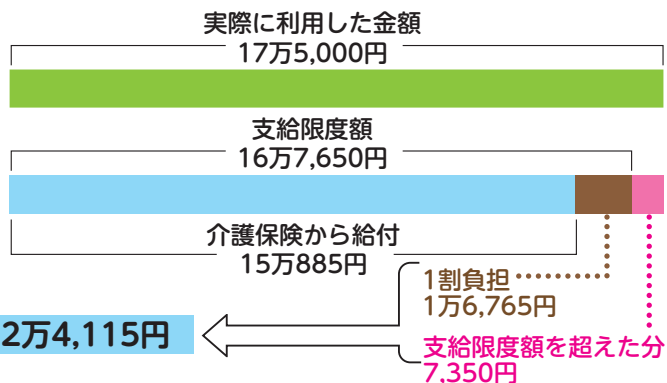 実際に利用した金額
17万5,000円
支給限度額
16万7,650円
介護保険から給付
15万885円
1割負担
1万6,765円
2万4,115円
支給限度額を超えた分
7,350円